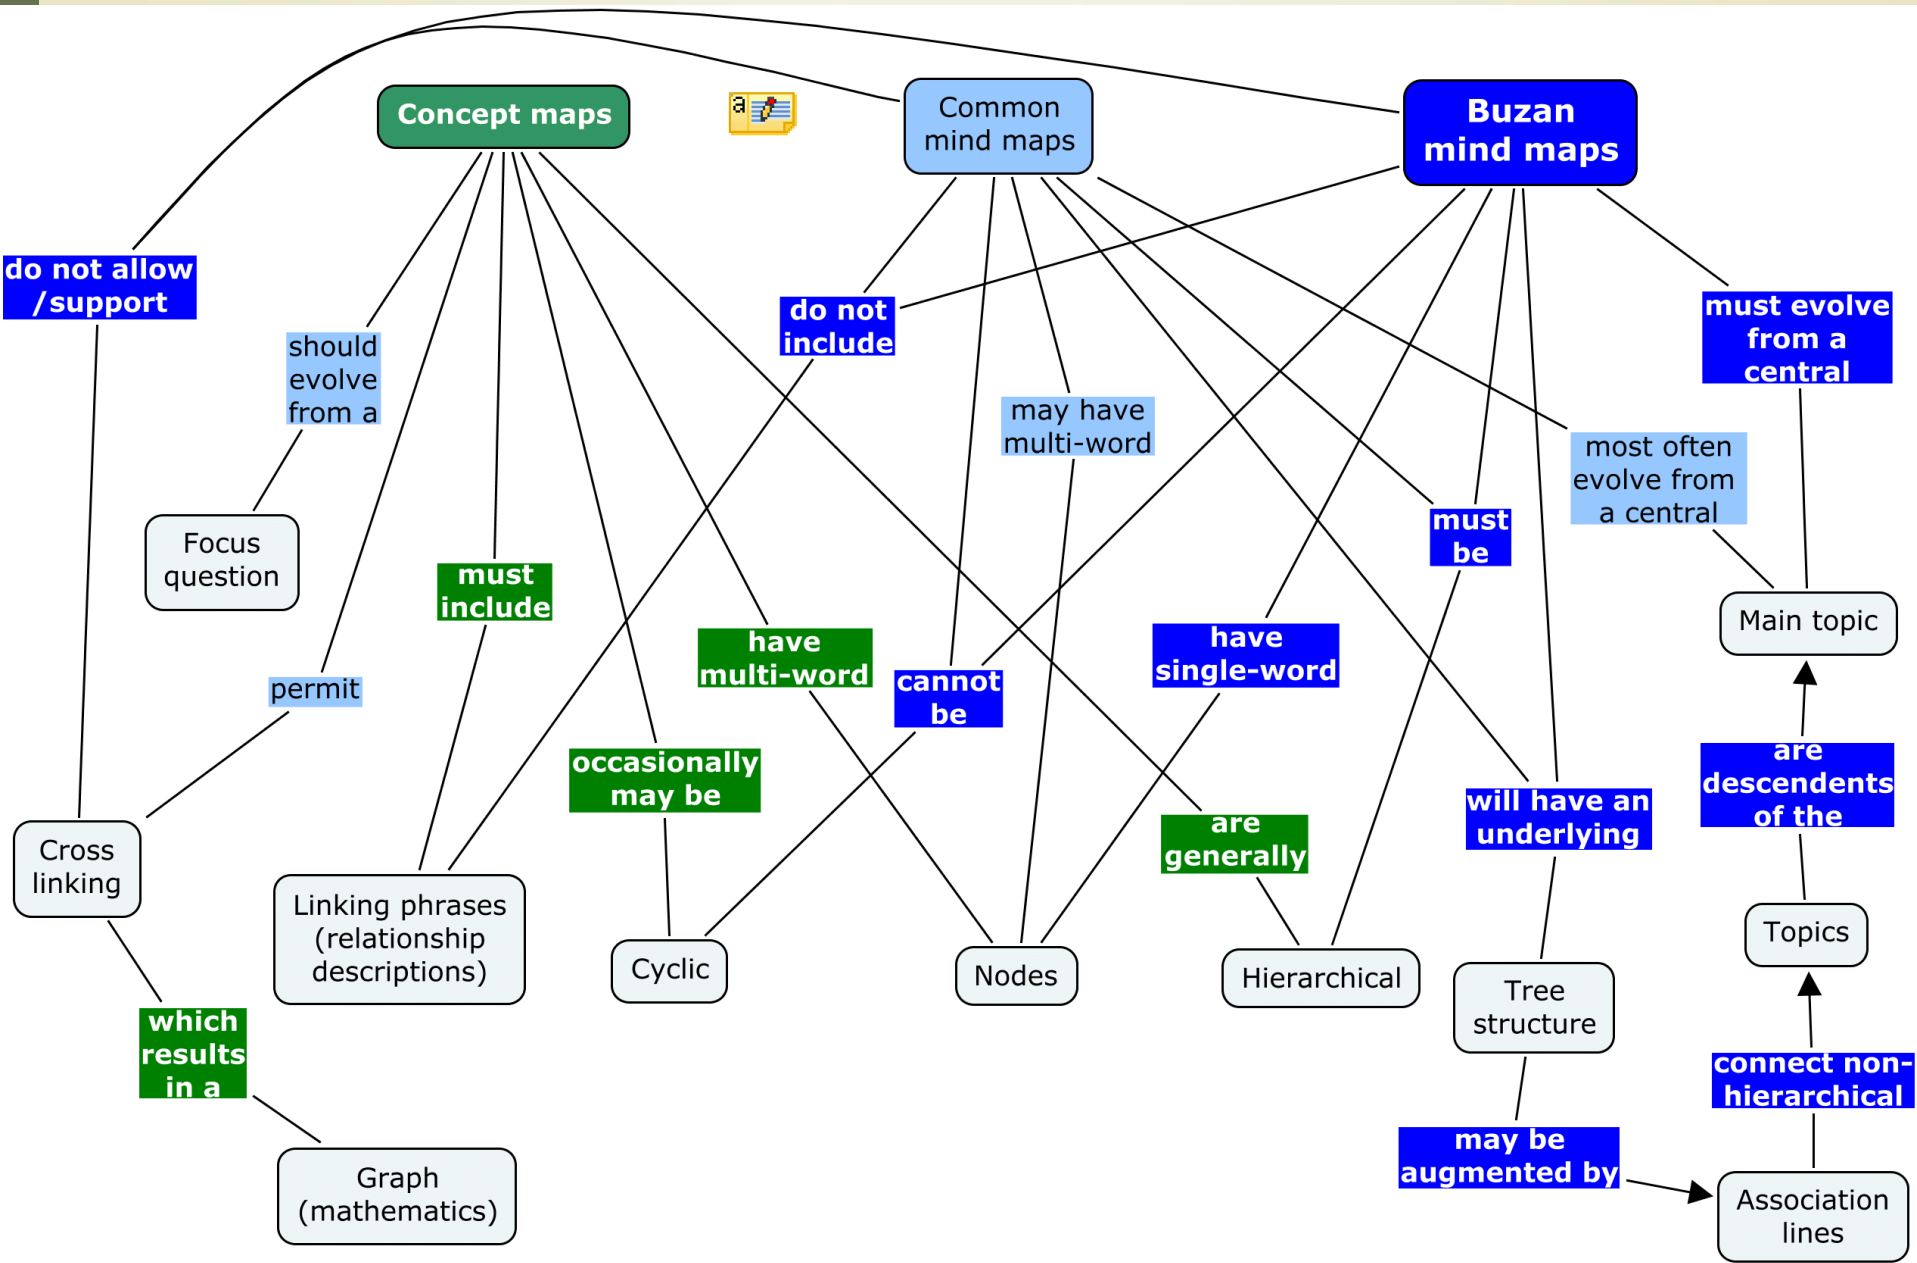 Concept maps
a
Common
mind maps
Buzan
mind maps
do not allow
/support
should
evolve
from a
do not
include
must evolve
from a
central
may have
multi-word
most often
evolve from
a central
must
be
Focus
question
must
include
have
multi-word
have
single-word
Main topic
permit
cannot
be
occasionally
may be
are
descendents
of the
will have an
underlying
are
generally
Cross
linking
Linking phrases
(relationship
descriptions)
Cyclic
Nodes
Hierarchical
Topics
Tree
structure
which
results
in a
connect non-
hierarchical
may be
augmented by
Graph
(mathematics)
Association
lines